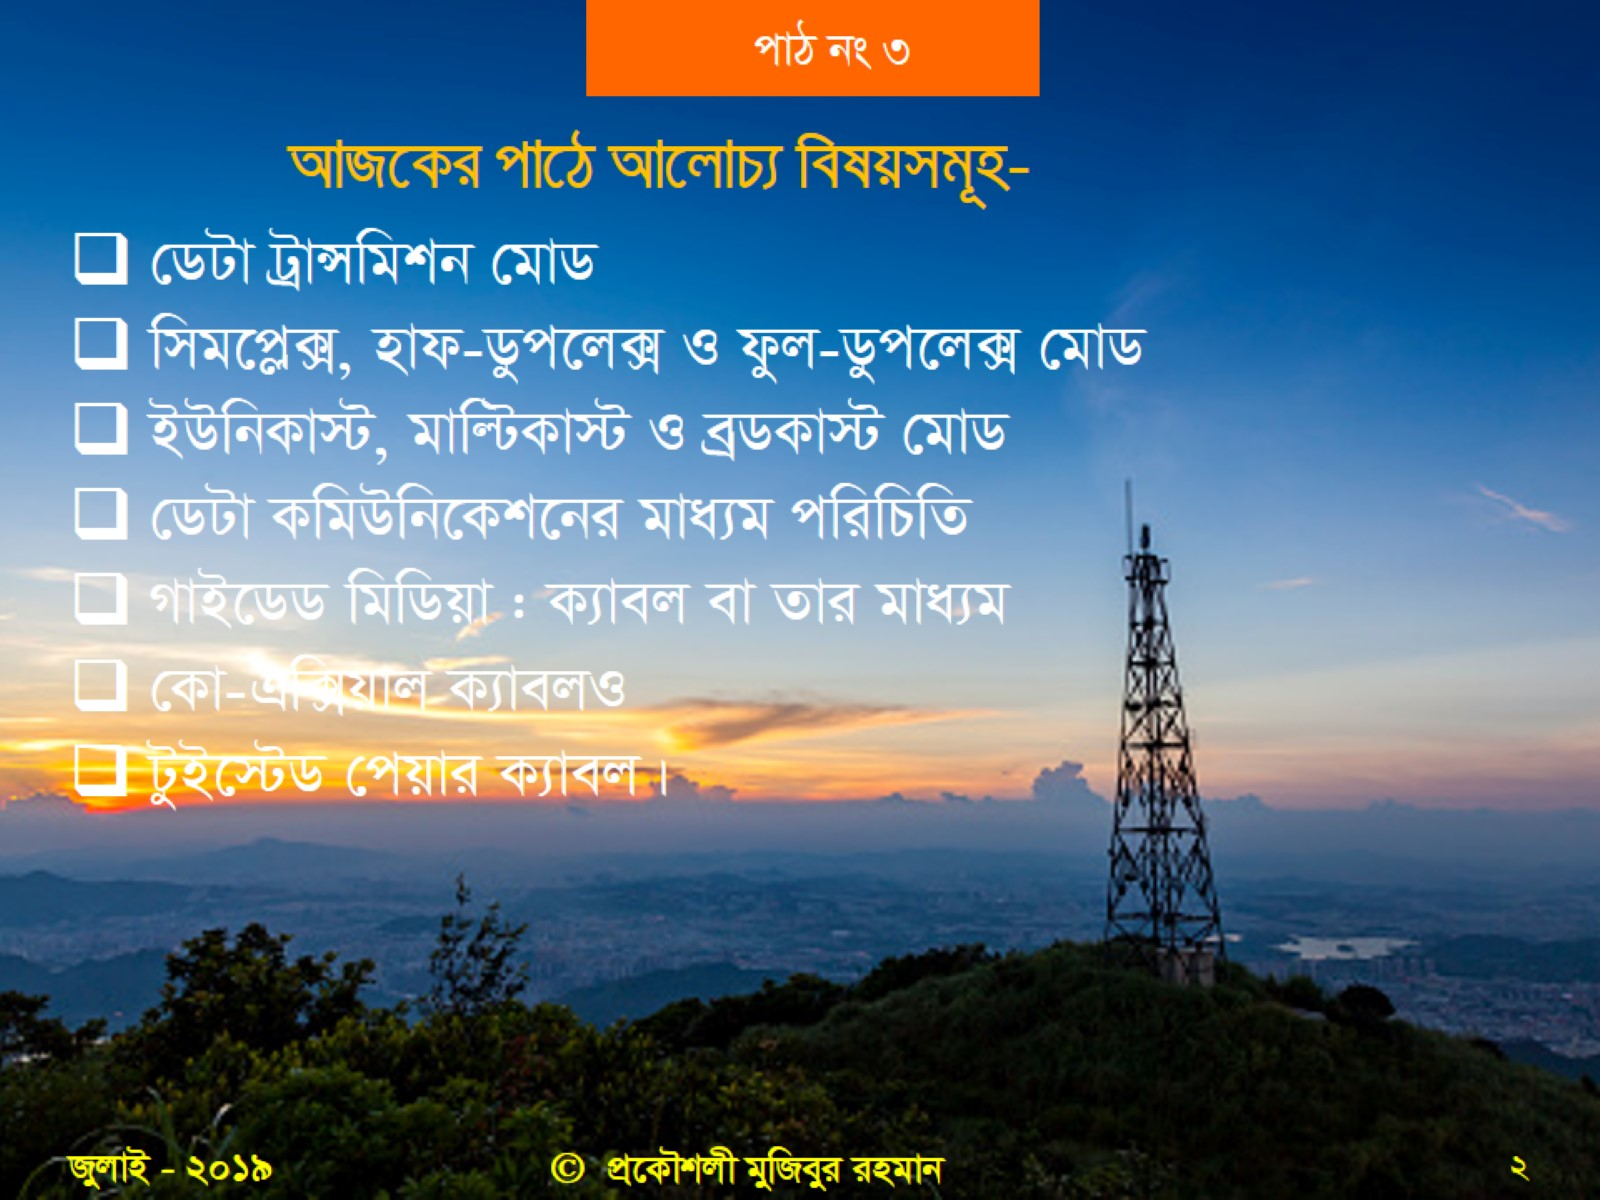 পাঠ নং ৩
আজকের পাঠে আলোচ্য বিষয়সমূহ-
❑ ডেটা ট্রান্সমিশন মোড
❑ সিমপ্লেক্স, হাফ-ডুপলেক্স ও ফুল-ডুপলেক্স মোড
❑ ইউনিকাস্ট, মাল্টিকাস্ট ও ব্রডকাস্ট মোড
❑ ডেটা কমিউনিকেশনের মাধ্যম পরিচিতি
❑ গাইডেড মিডিয়া : ক্যাবল বা তার মাধ্যম
❑ কো-এক্সিয়াল ক্যাবলও
❑ টুইস্টেড পেয়ার ক্যাবল।
জুলাই - ২০১৯ © প্রকৌশলী মুজিবুর রহমান ২